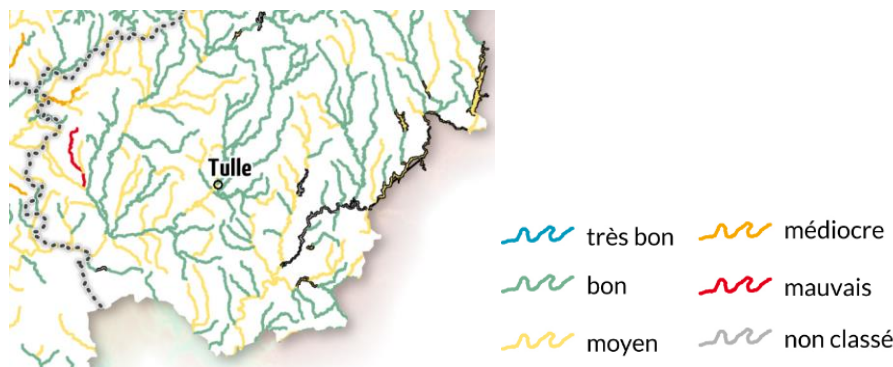 Tulle
très bon
bon
moyen
médiocre
mauvais
non classé